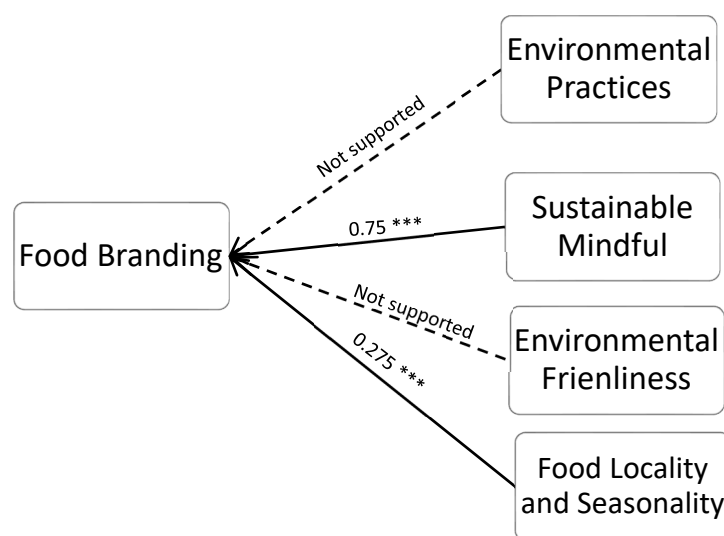 Environmental
Practices
Not supported
Sustainable
Mindful
0.75 ***
Food Branding
Not supported
Environmental
Frienliness
0.275 ***
Food Locality
and Seasonality